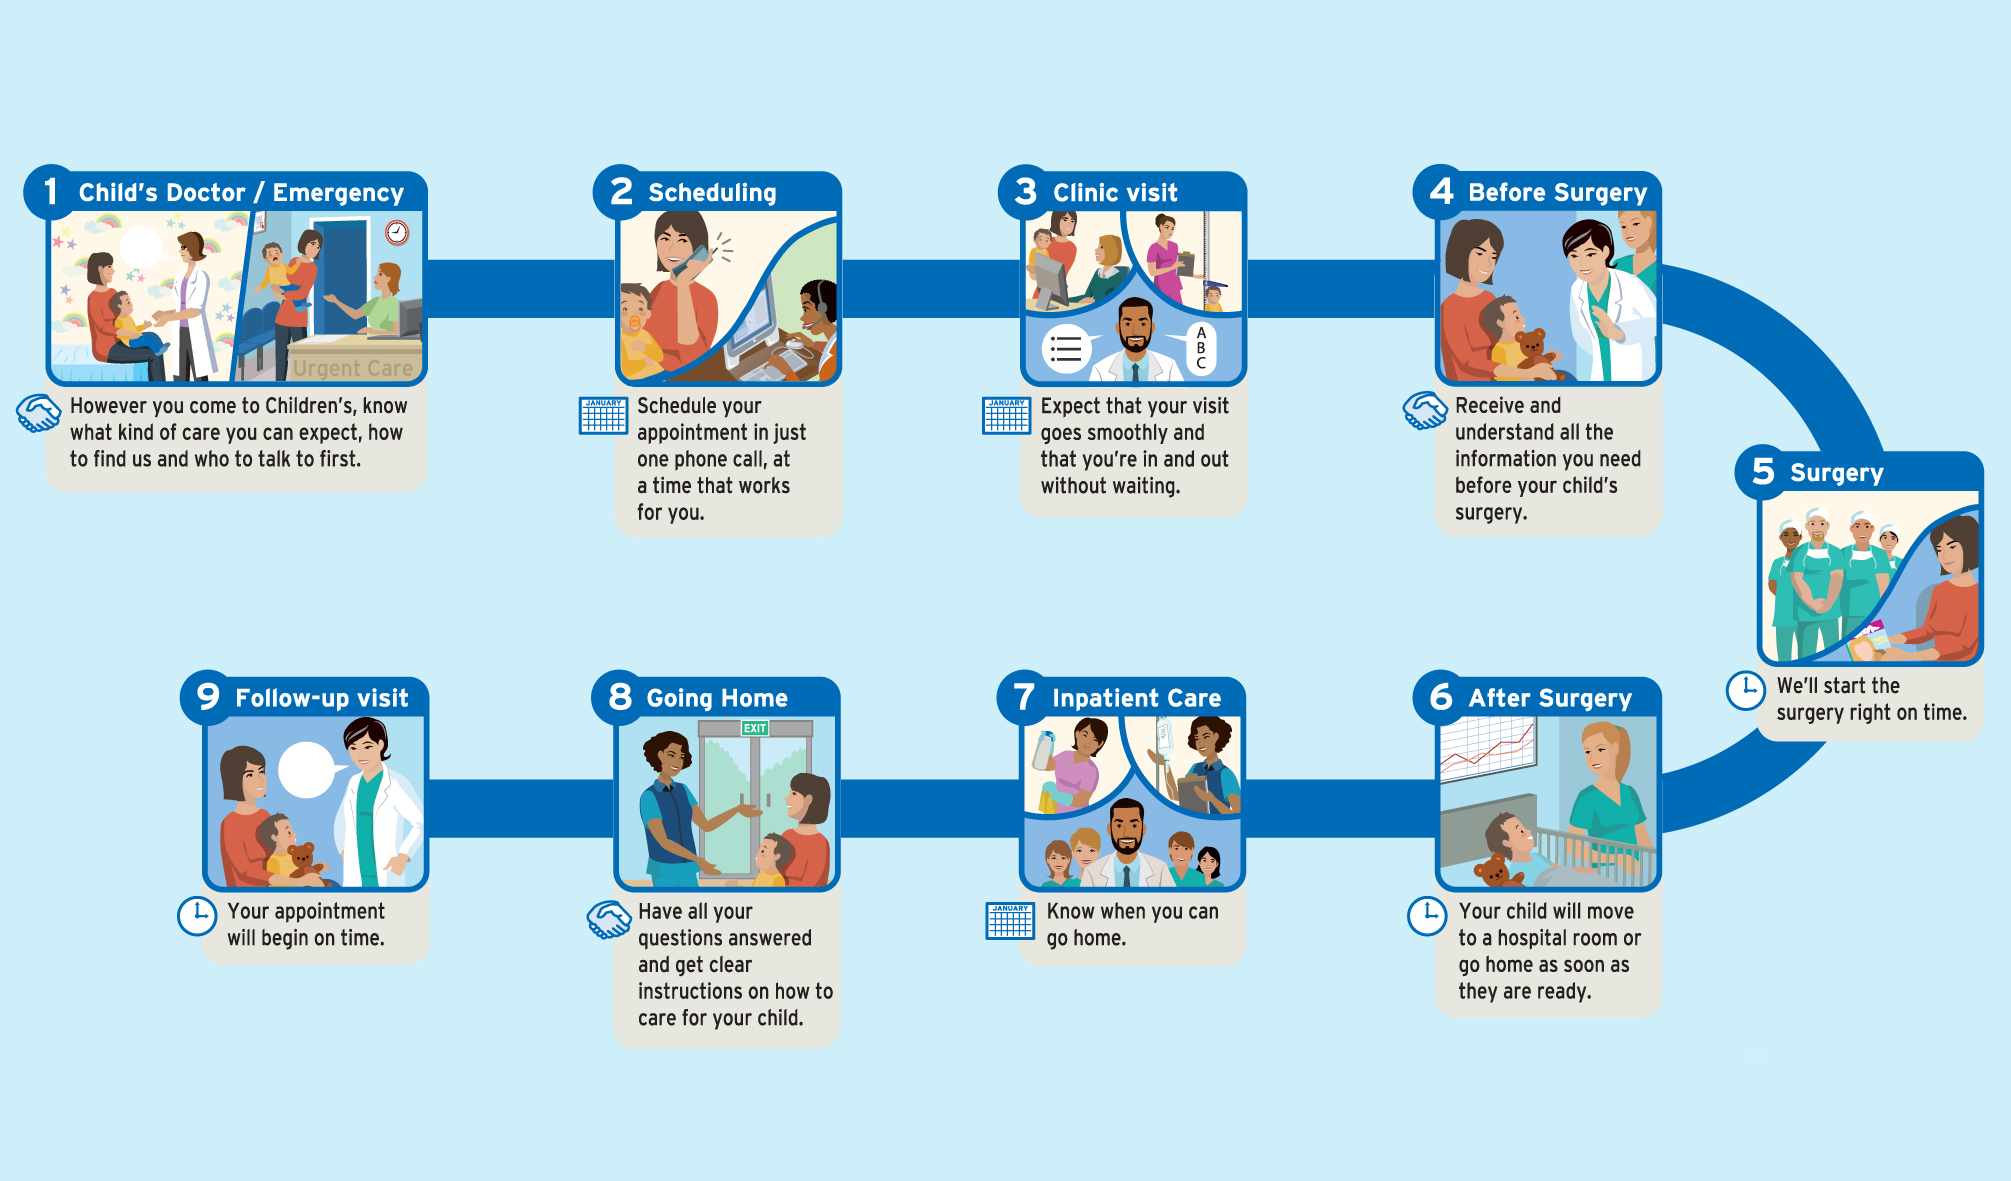 1 Child's Doctor / Emergency
Urgent Care
However you come to Children's, know
what kind of care you can expect, how
to find us and who to talk to first.
2 Scheduling
JANUARY
Schedule your
appointment in just
one phone call, at
a time that works
for you.
3 Clinic visit
A
B
C
JANUARY
Expect that your visit
goes smoothly and
that you're in and out
without waiting.
4 Before Surgery
Receive and
understand all the
information you need
before your child's
surgery.
5 Surgery
We'll start the
surgery right on time.
6 After Surgery
Your child will move
to a hospital room or
go home as soon as
they are ready.
7 Inpatient Care
JANUARY
Know when you can
go home.
8 Going Home
EXIT
Have all your
questions answered
and get clear
instructions on how to
care for your child.
9 Follow-up visit
Your appointment
will begin on time.